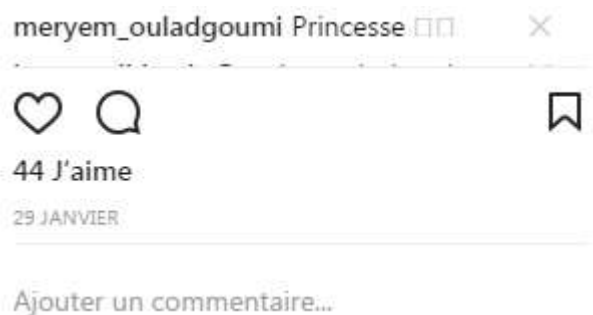 meryem_ouladgoumi Princesse
44 J'aime
29 JANVIER
Ajouter un commentaire...